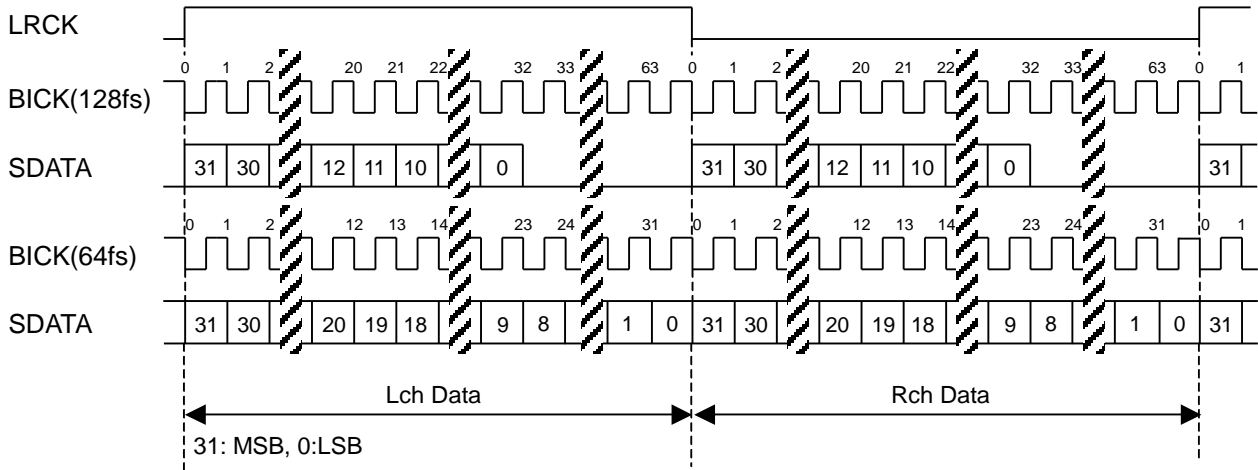 LRCK
0 1 2 20 21 22 32 33 63 0 1 2 20 21 22 32 33 63 0 1
BICK(128fs)
SDATA 31 30 12 11 10 0 31 30 12 11 10 0 31
0 1 2 12 13 14 23 24 31 0 1 2 12 13 14 23 24 31 0 1
BICK(64fs)
SDATA 31 30 20 19 18 9 8 1 0 31 30 20 19 18 9 8 1 0 31
Lch Data Rch Data
31: MSB, 0:LSB